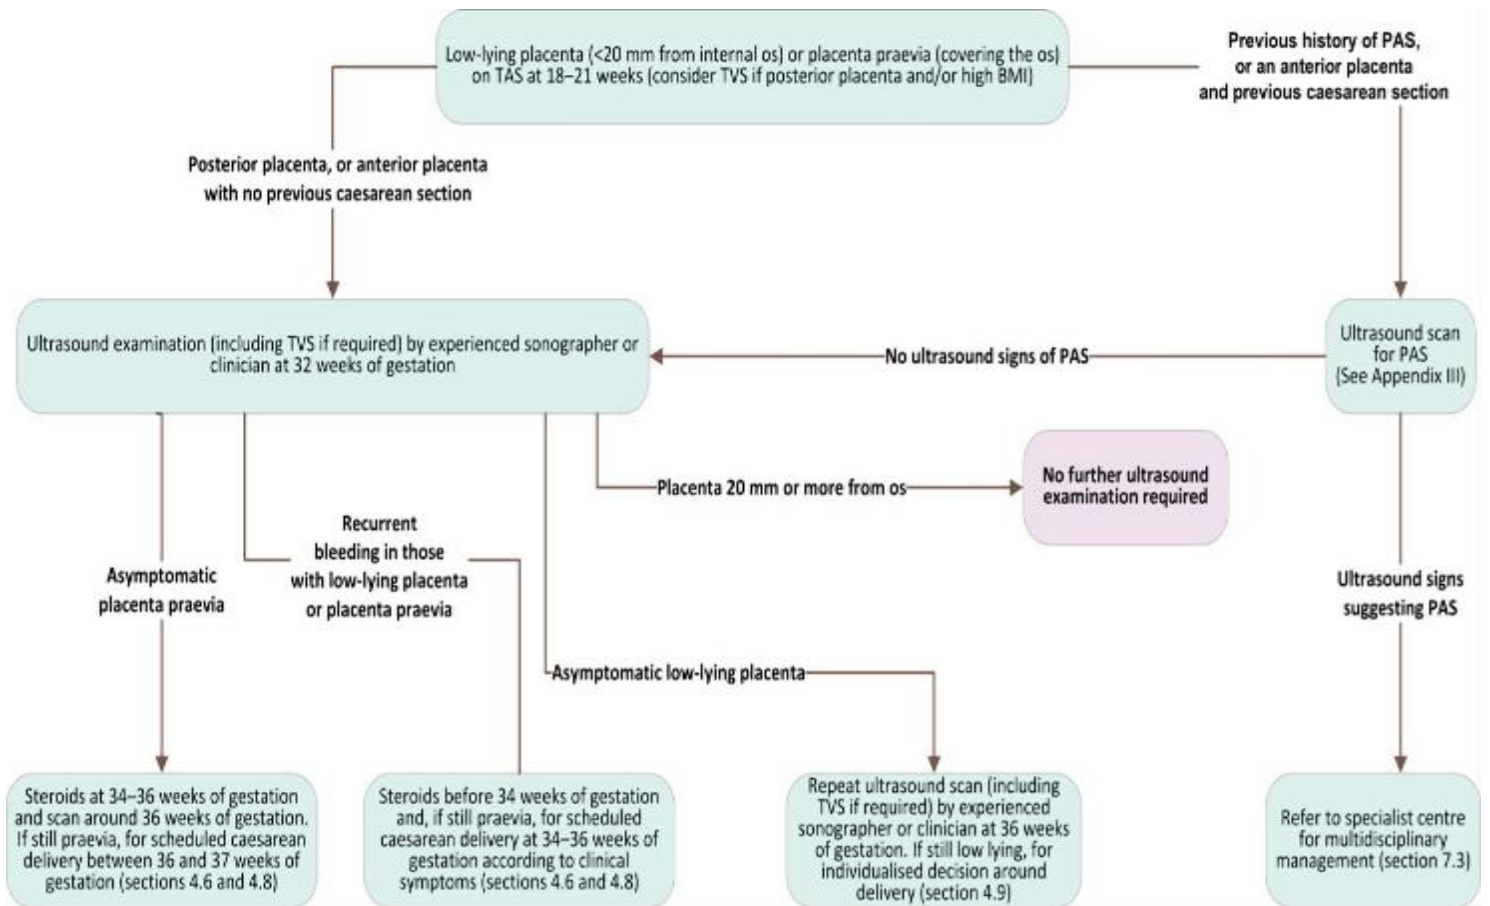 Low-lying placenta (<20 mm from internal os) or placenta praevia (covering the os)
on TAS at 18–21 weeks (consider TVS if posterior placenta and/or high BMI)
Previous history of PAS,
or an anterior placenta
and previous caesarean section
Posterior placenta, or anterior placenta
with no previous caesarean section
Ultrasound examination (including TVS if required) by experienced sonographer or
clinician at 32 weeks of gestation
No ultrasound signs of PAS
Ultrasound scan
for PAS
(See Appendix III)
Placenta 20 mm or more from os
No further ultrasound
examination required
Recurrent
bleeding in those
with low-lying placenta
or placenta praevia
Asymptomatic
placenta praevia
Ultrasound signs
suggesting PAS
Asymptomatic low-lying placenta
Steroids at 34–36 weeks of gestation
and scan around 36 weeks of gestation.
If still praevia, for scheduled caesarean
delivery between 36 and 37 weeks of
gestation (sections 4.6 and 4.8)
Steroids before 34 weeks of gestation
and, if still praevia, for scheduled
caesarean delivery at 34–36 weeks of
gestation according to clinical
symptoms (sections 4.6 and 4.8)
Repeat ultrasound scan (including
TVS if required) by experienced
sonographer or clinician at 36 weeks
of gestation. If still low lying, for
individualised decision around
delivery (section 4.9)
Refer to specialist centre
for multidisciplinary
management (section 7.3)